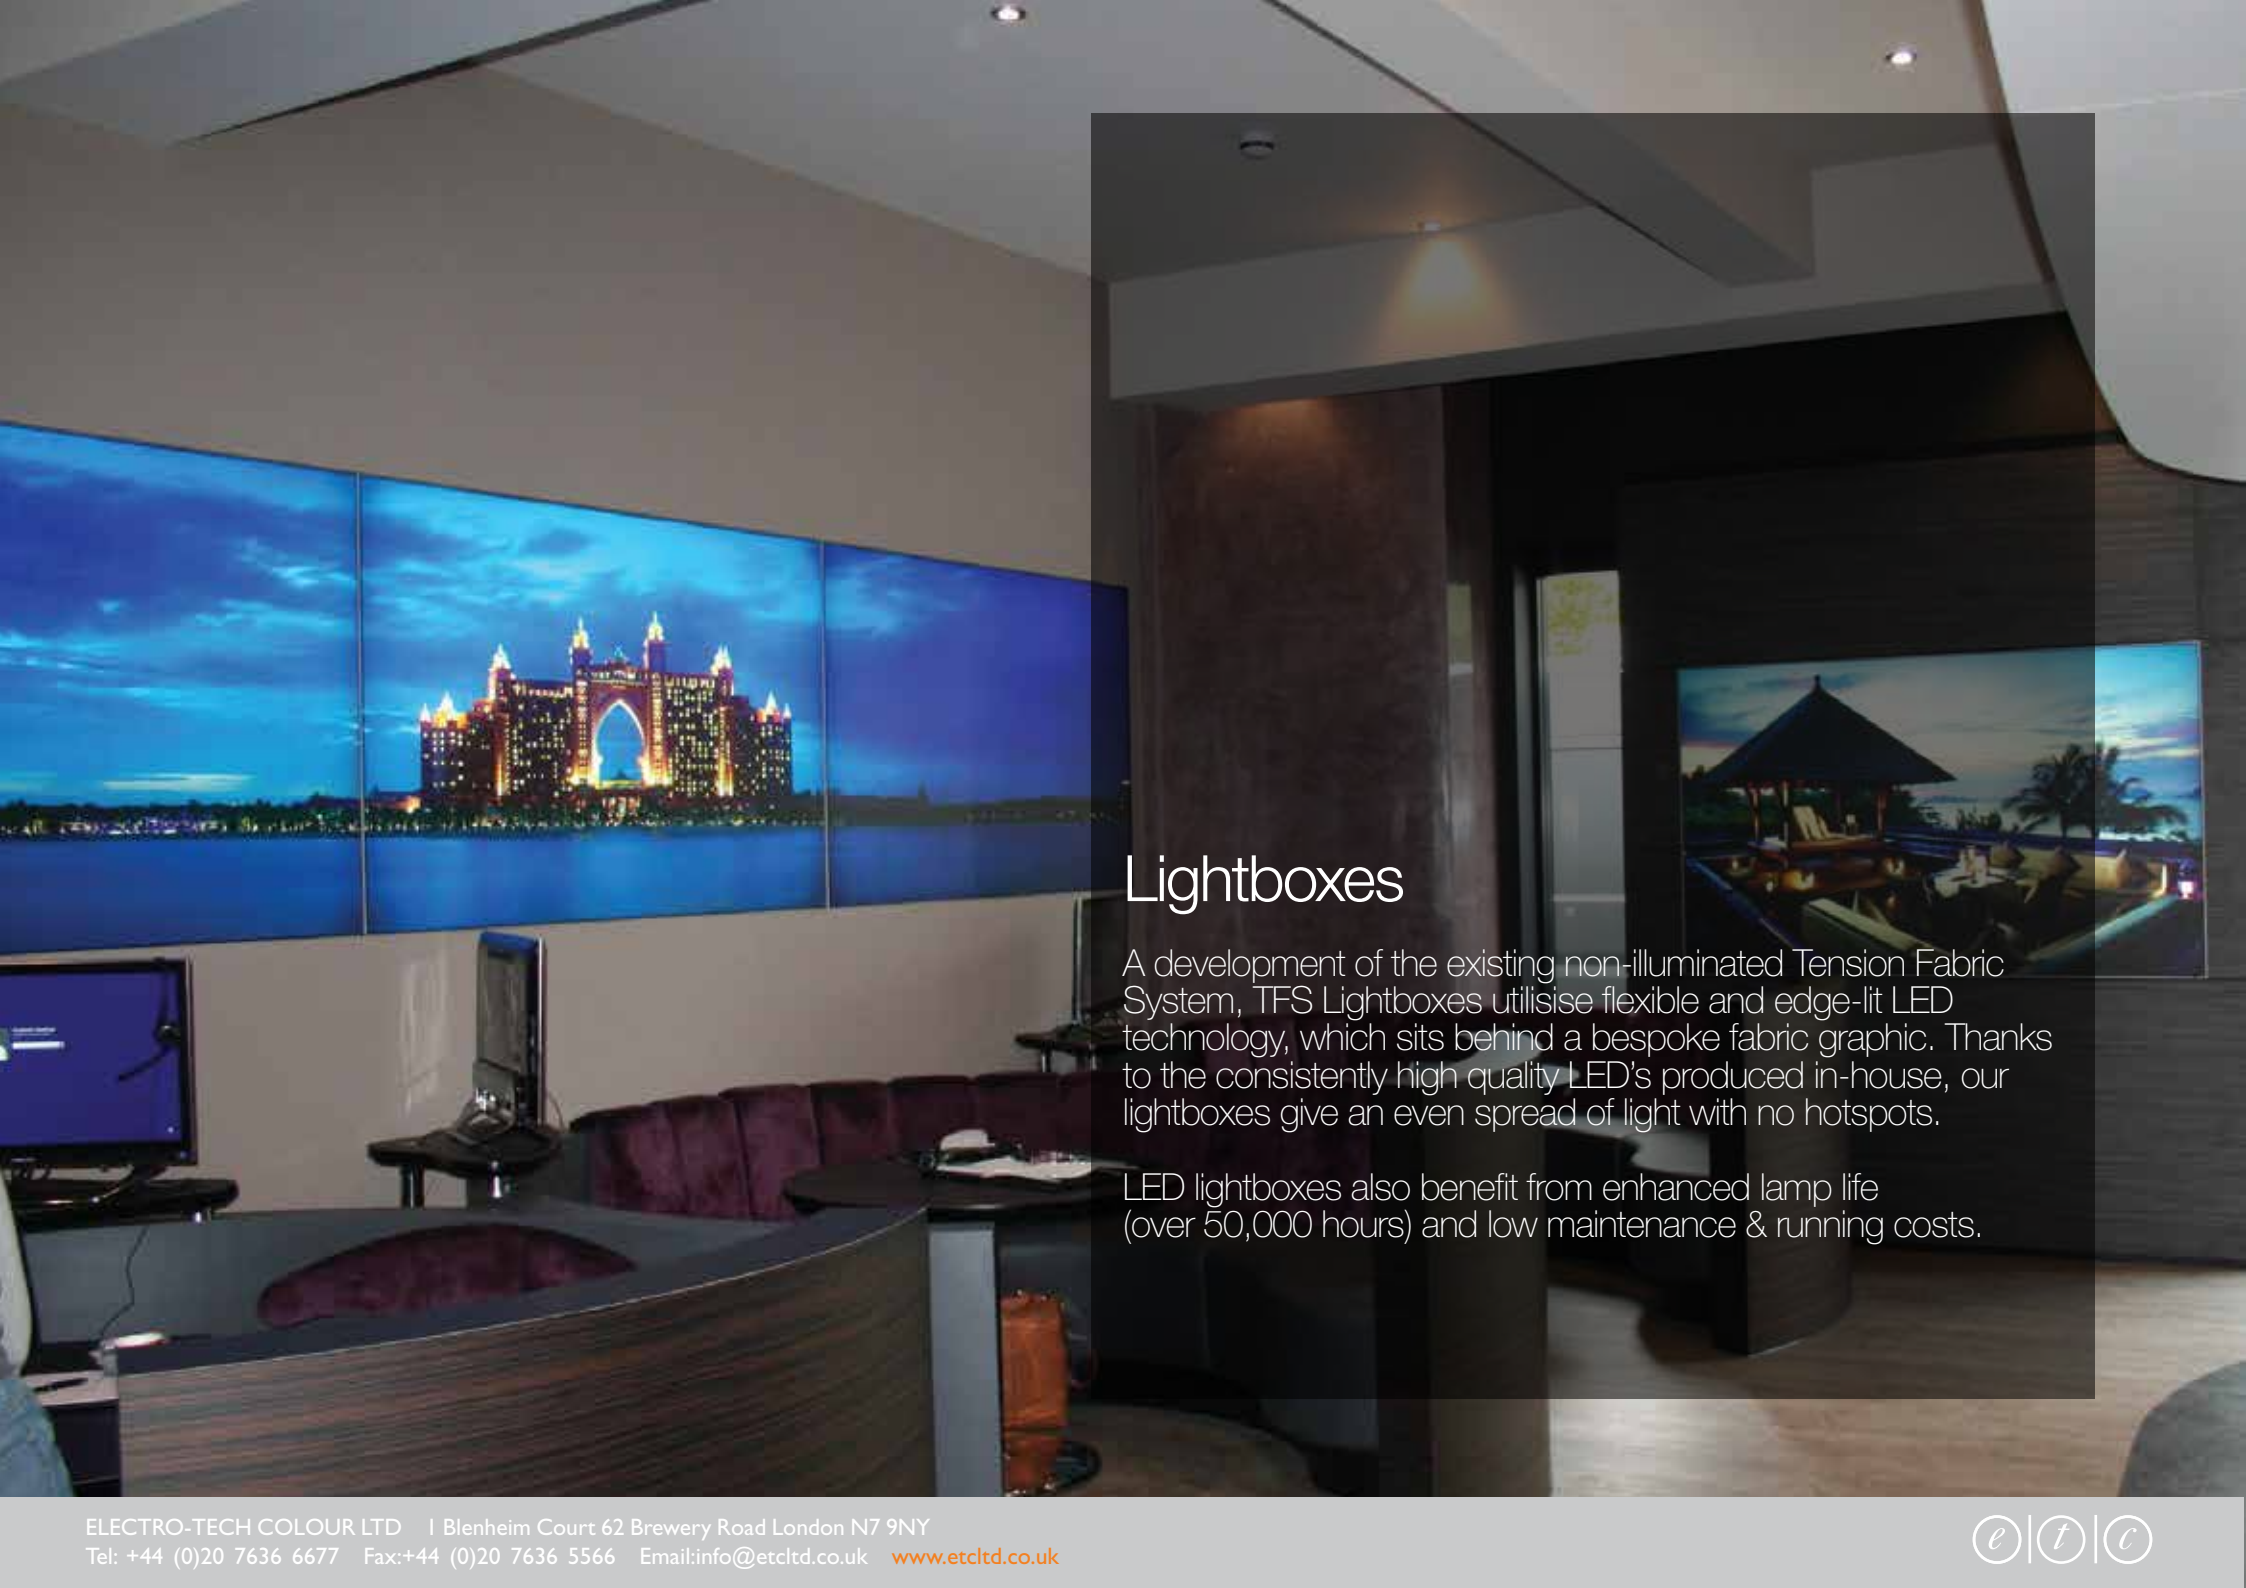 Lightboxes
A development of the existing non-illuminated Tension Fabric
System, TFS Lightboxes utilisise flexible and edge-lit LED
technology, which sits behind a bespoke fabric graphic. Thanks
to the consistently high quality LED’s produced in-house, our
lightboxes give an even spread of light with no hotspots.
LED lightboxes also benefit from enhanced lamp life
(over 50,000 hours) and low maintenance & running costs.
ELECTRO-TECH COLOUR LTD 1 Blenheim Court 62 Brewery Road London N7 9NY
Tel: +44 (0)20 7636 6677 Fax:+44 (0)20 7636 5566 Email:info@etcltd.co.uk www.etcltd.co.uk
e|t|c